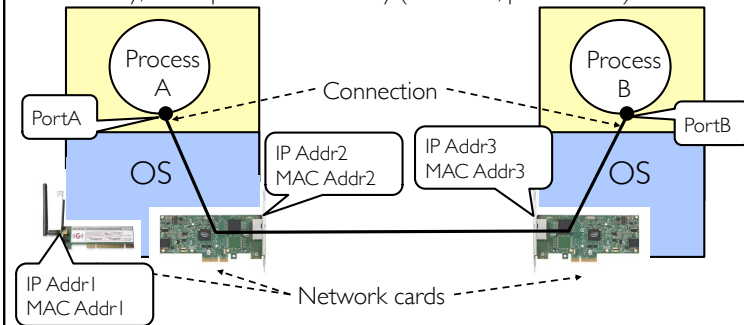 Process
A
Process
B
Connection
PortA
PortB
OS
IP Addr2
MAC Addr2
IP Addr3
MAC Addr3
OS
IP Addr1
MAC Addr1
Network cards